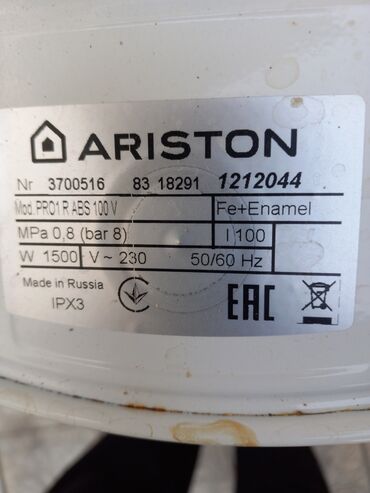 ARISTON
Nr 3700516 83 18291 1212044
Mod. PRO1 R ABS 100 V Fe+Enamel
MPa 0,8 (bar 8) l 100
W 1500 V ~ 230 50/60 Hz
Made in Russia
IPX3
EAC